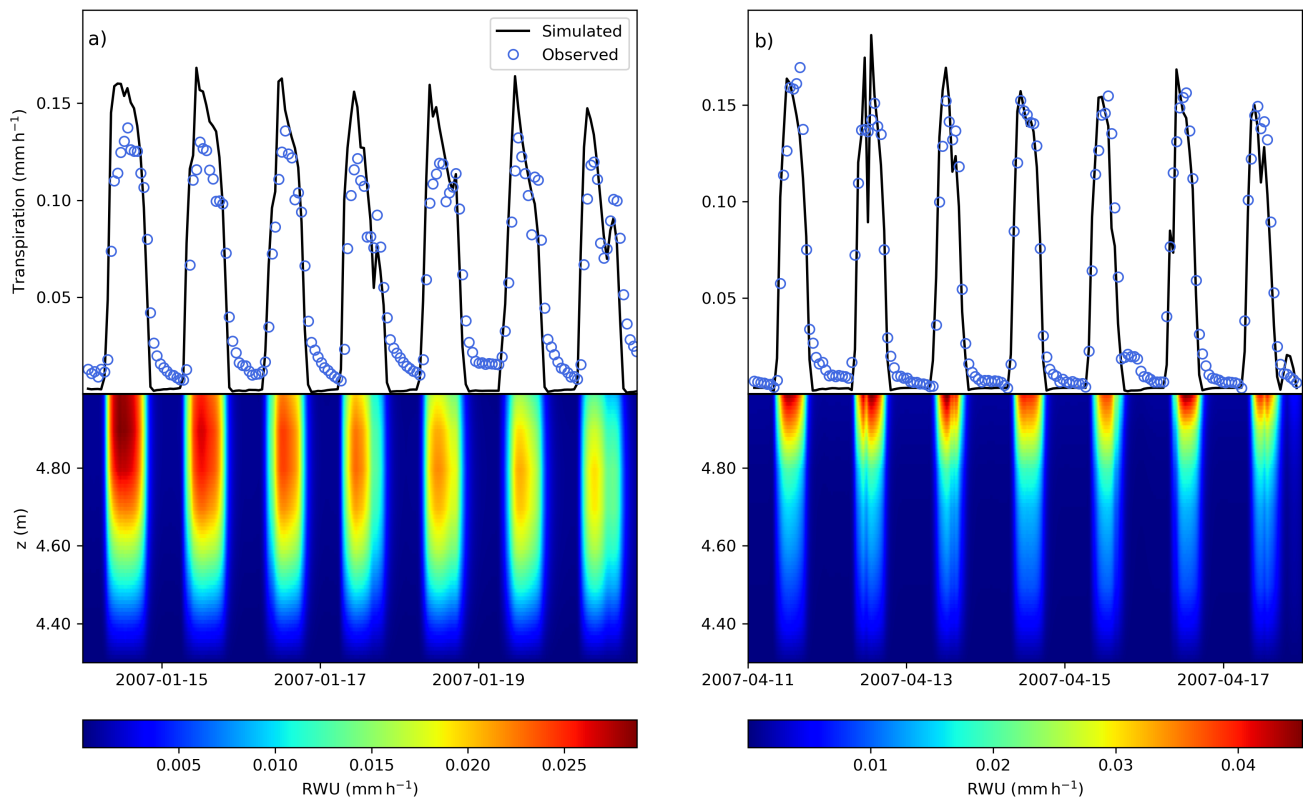 a)
Simulated
Observed
b)
Transpiration (mm h⁻¹)
0.15
0.10
0.05
0.15
0.10
0.05
z (m)
4.80
4.60
4.40
4.80
4.60
4.40
2007-01-15 2007-01-17 2007-01-19
2007-04-11 2007-04-13 2007-04-15 2007-04-17
0.005 0.010 0.015 0.020 0.025
RWU (mm h⁻¹)
0.01 0.02 0.03 0.04
RWU (mm h⁻¹)